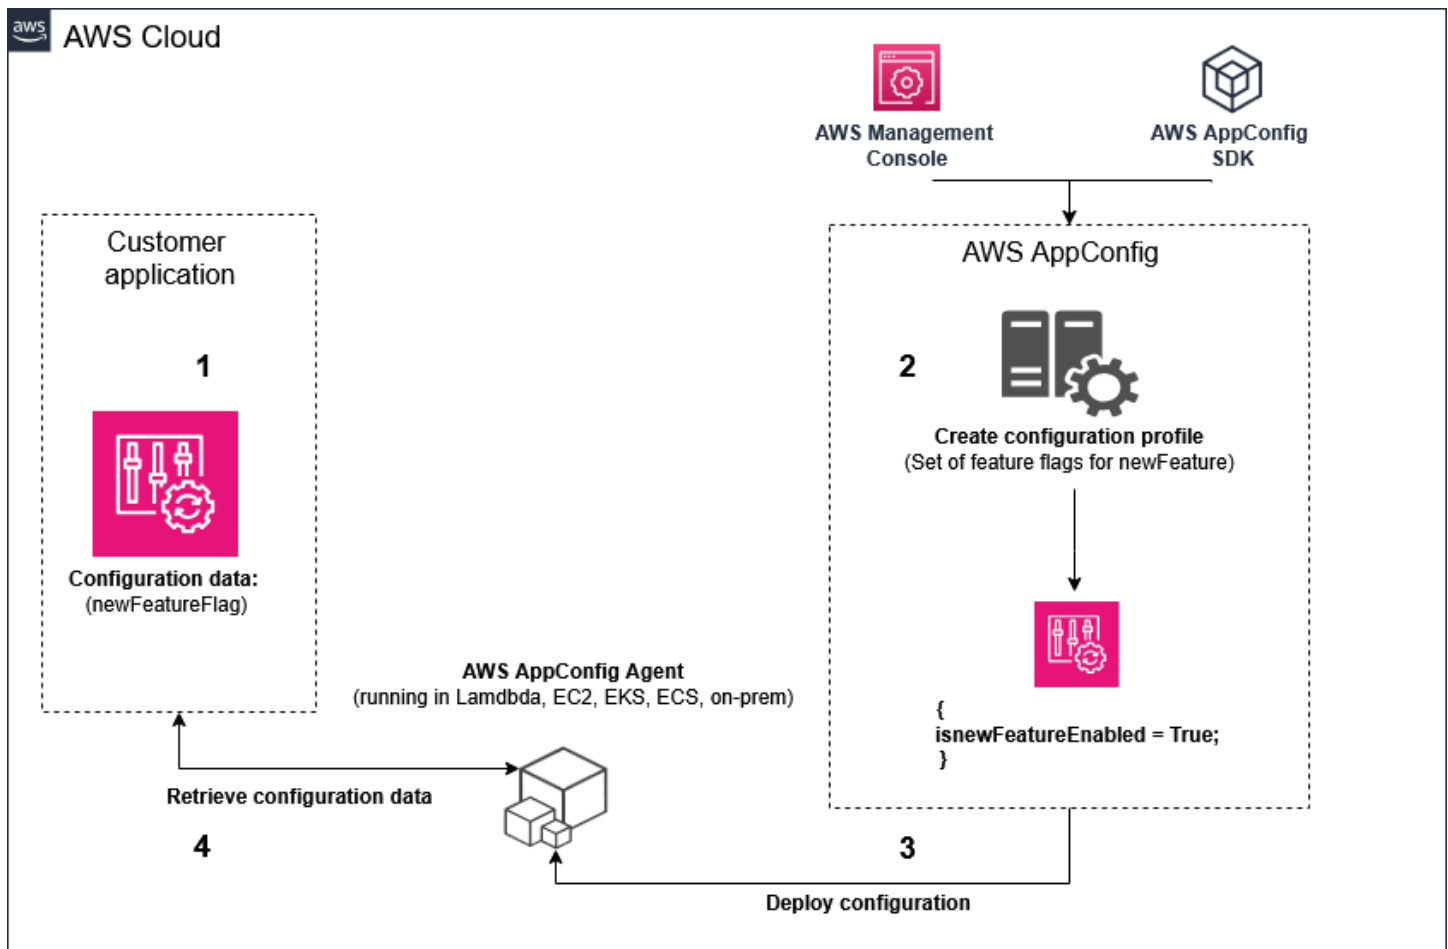 aws
AWS Cloud
AWS Management
Console
AWS AppConfig
SDK
Customer
application
1
Configuration data:
(newFeatureFlag)
AWS AppConfig
2
Create configuration profile
(Set of feature flags for newFeature)
{
isnewFeatureEnabled = True;
}
AWS AppConfig Agent
(running in Lamdbda, EC2, EKS, ECS, on-prem)
Retrieve configuration data
4
3
Deploy configuration